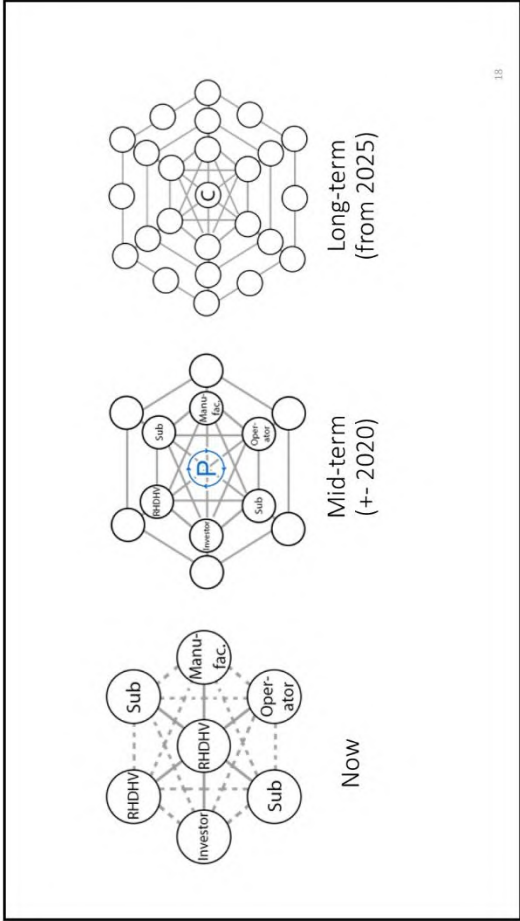 RHDHV
Sub
Investor
RHDHV
Manu-
fac.
Sub
Oper-
ator
Now
RHDHV
Sub
Investor
P
Manu-
fac.
Sub
Oper-
ator
Mid-term
(+- 2020)
C
Long-term
(from 2025)
18